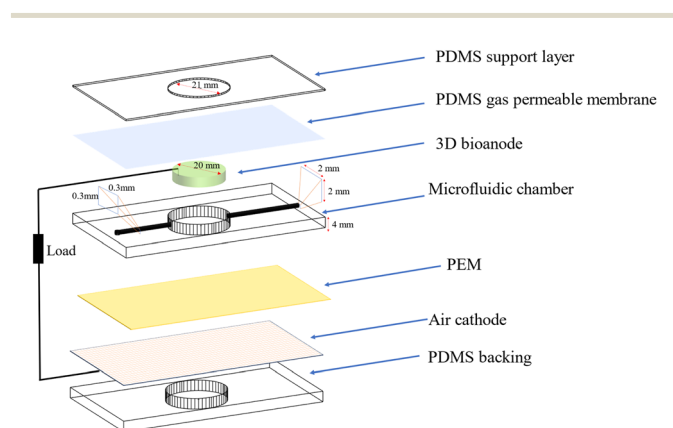 PDMS support layer
21 mm
PDMS gas permeable membrane
3D bioanode
20 mm
2 mm
0.3mm
0.3mm
2 mm
Microfluidic chamber
4 mm
Load
PEM
Air cathode
PDMS backing